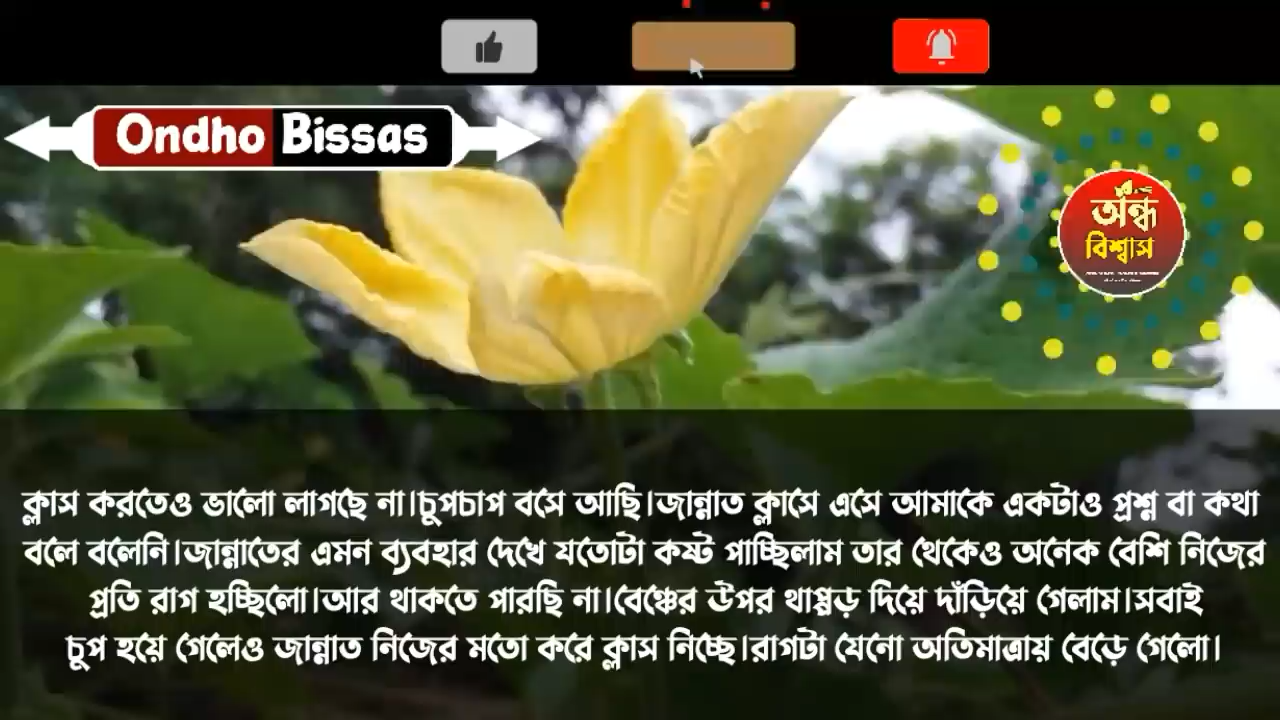 Ondho Bissas
অন্ধ
বিশ্বাস
ক্লাস করতেও ভালো লাগছে না।চুপচাপ বসে আছি।জান্নাত ক্লাসে এসে আমাকে একটাও প্রশ্ন বা কথা
বলে বলেনি।জান্নাতের এমন ব্যবহার দেখে যতোটা কষ্ট পাচ্ছিলাম তার থেকেও অনেক বেশি নিজের
প্রতি রাগ হচ্ছিলো।আর থাকতে পারছি না।বেঞ্চের উপর থাপ্পড় দিয়ে দাঁড়িয়ে গেলাম।সবাই
চুপ হয়ে গেলেও জান্নাত নিজের মতো করে ক্লাস নিচ্ছে।রাগটা যেনো অতিমাত্রায় বেড়ে গেলো।